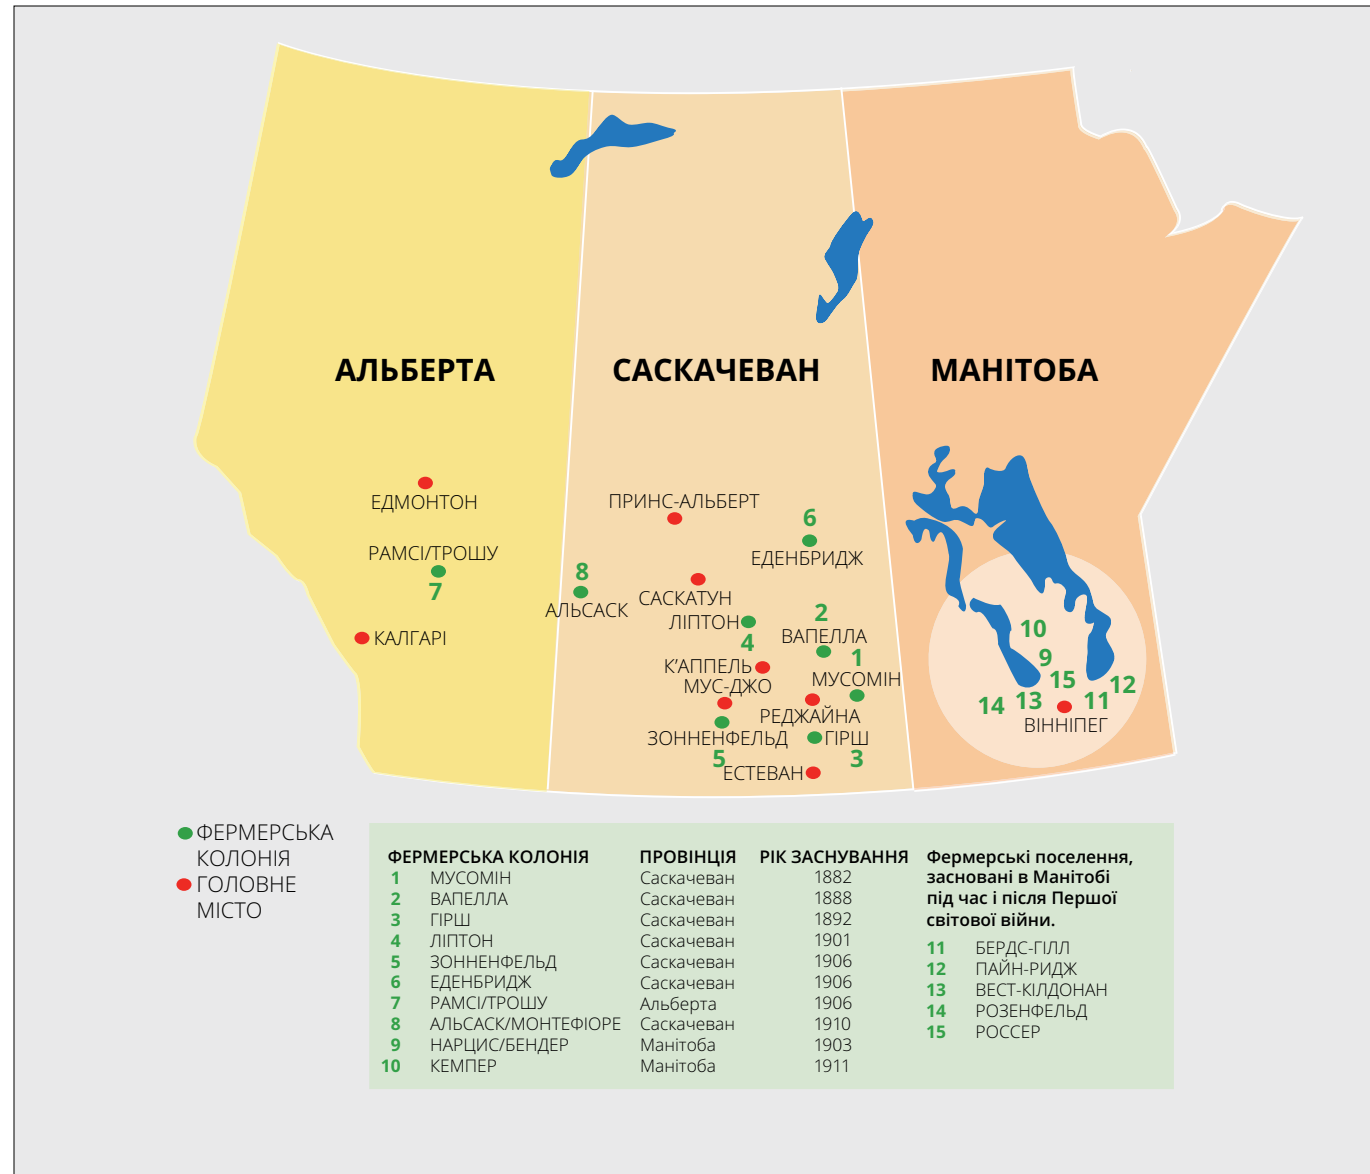 АЛЬБЕРТА
САСКАЧЕВАН
МАНІТОБА
ЕДМОНТОН
РАМСІ/ТРОШУ
7
КАЛГАРІ
ПРИНС-АЛЬБЕРТ
6
ЕДЕНБРИДЖ
8
АЛЬСАСК
САСКАТУН
ЛІПТОН
4
2
ВАПЕЛЛА
1
МУСОМІН
К'АППЕЛЬ
МУС-ДЖО
РЕДЖАЙНА
ЗОННЕНФЕЛЬД
5
ГІРШ
3
ЕСТЕВАН
10
9
15
12
11
13
14
ВІННІПЕГ
ФЕРМЕРСЬКА
КОЛОНІЯ
ГОЛОВНЕ
МІСТО
ФЕРМЕРСЬКА КОЛОНІЯ ПРОВІНЦІЯ РІК ЗАСНУВАННЯ
1 МУСОМІН Саскачеван 1882
2 ВАПЕЛЛА Саскачеван 1888
3 ГІРШ Саскачеван 1892
4 ЛІПТОН Саскачеван 1901
5 ЗОННЕНФЕЛЬД Саскачеван 1906
6 ЕДЕНБРИДЖ Саскачеван 1906
7 РАМСІ/ТРОШУ Альберта 1906
8 АЛЬСАСК/МОНТЕФІОРЕ Саскачеван 1910
9 НАРЦИС/БЕНДЕР Манітоба 1903
10 КЕМПЕР Манітоба 1911
Фермерські поселення,
засновані в Манітобі
під час і після Першої
світової війни.
11 БЕРДС-ГІЛЛ
12 ПАЙН-РИДЖ
13 ВЕСТ-КІЛДОНАН
14 РОЗЕНФЕЛЬД
15 РОССЕР